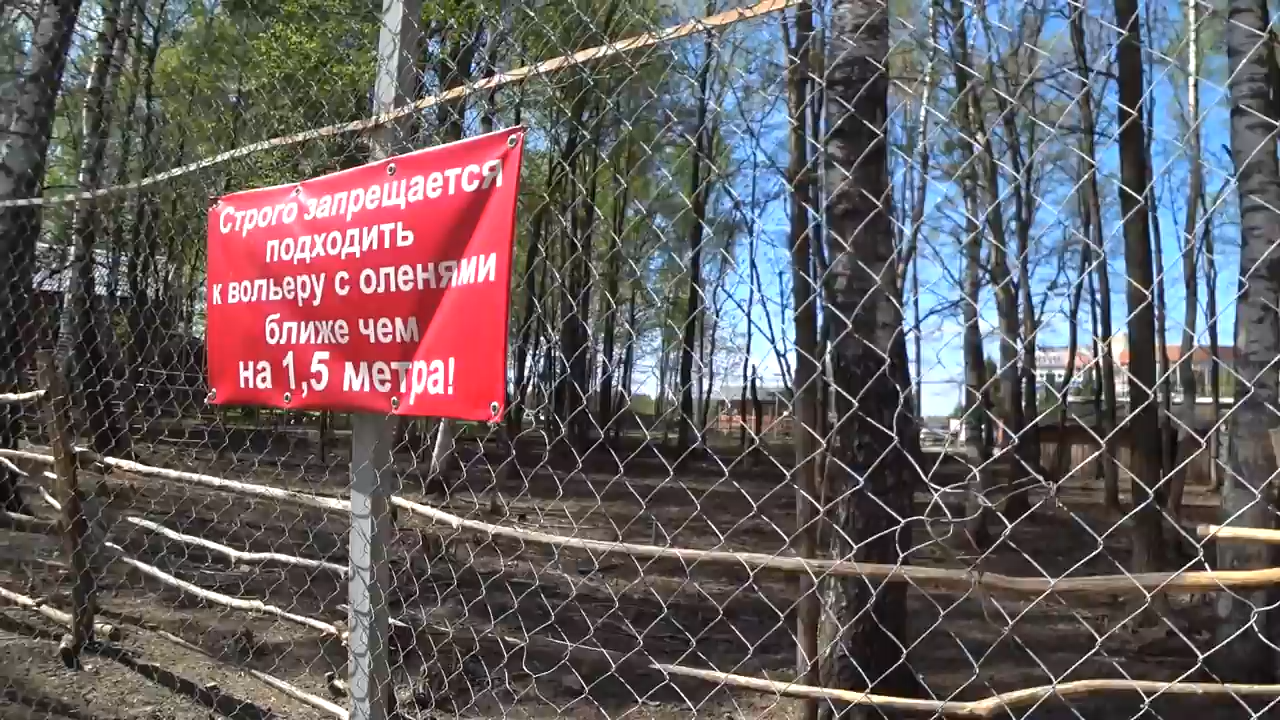 Строго запрещается
подходить
к вольеру с оленями
ближе чем
на 1,5 метра!